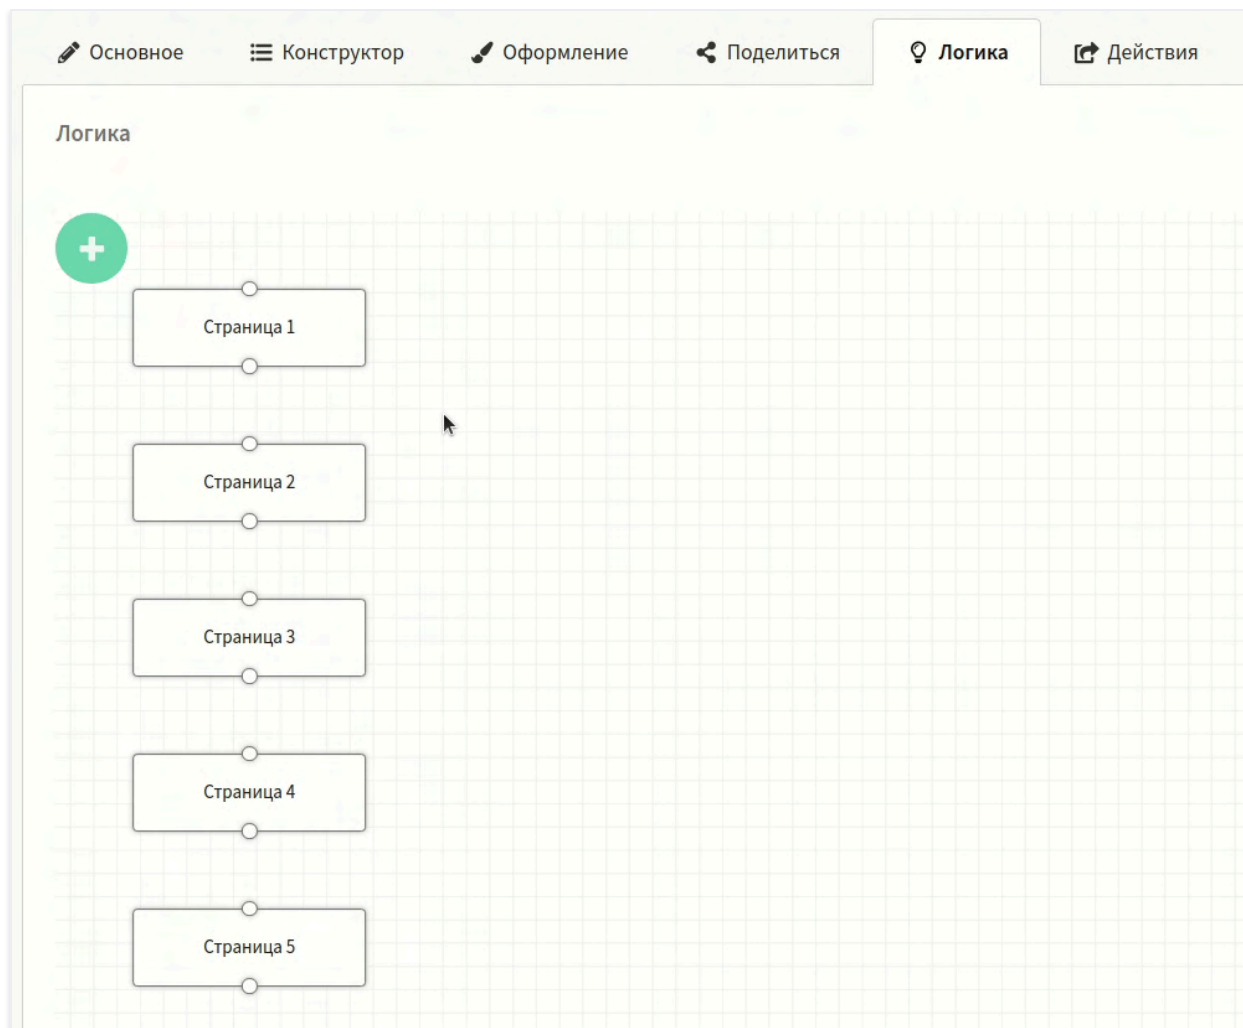 Основное Конструктор Оформление Поделиться Логика Действия
Логика
Страница 1
Страница 2
Страница 3
Страница 4
Страница 5